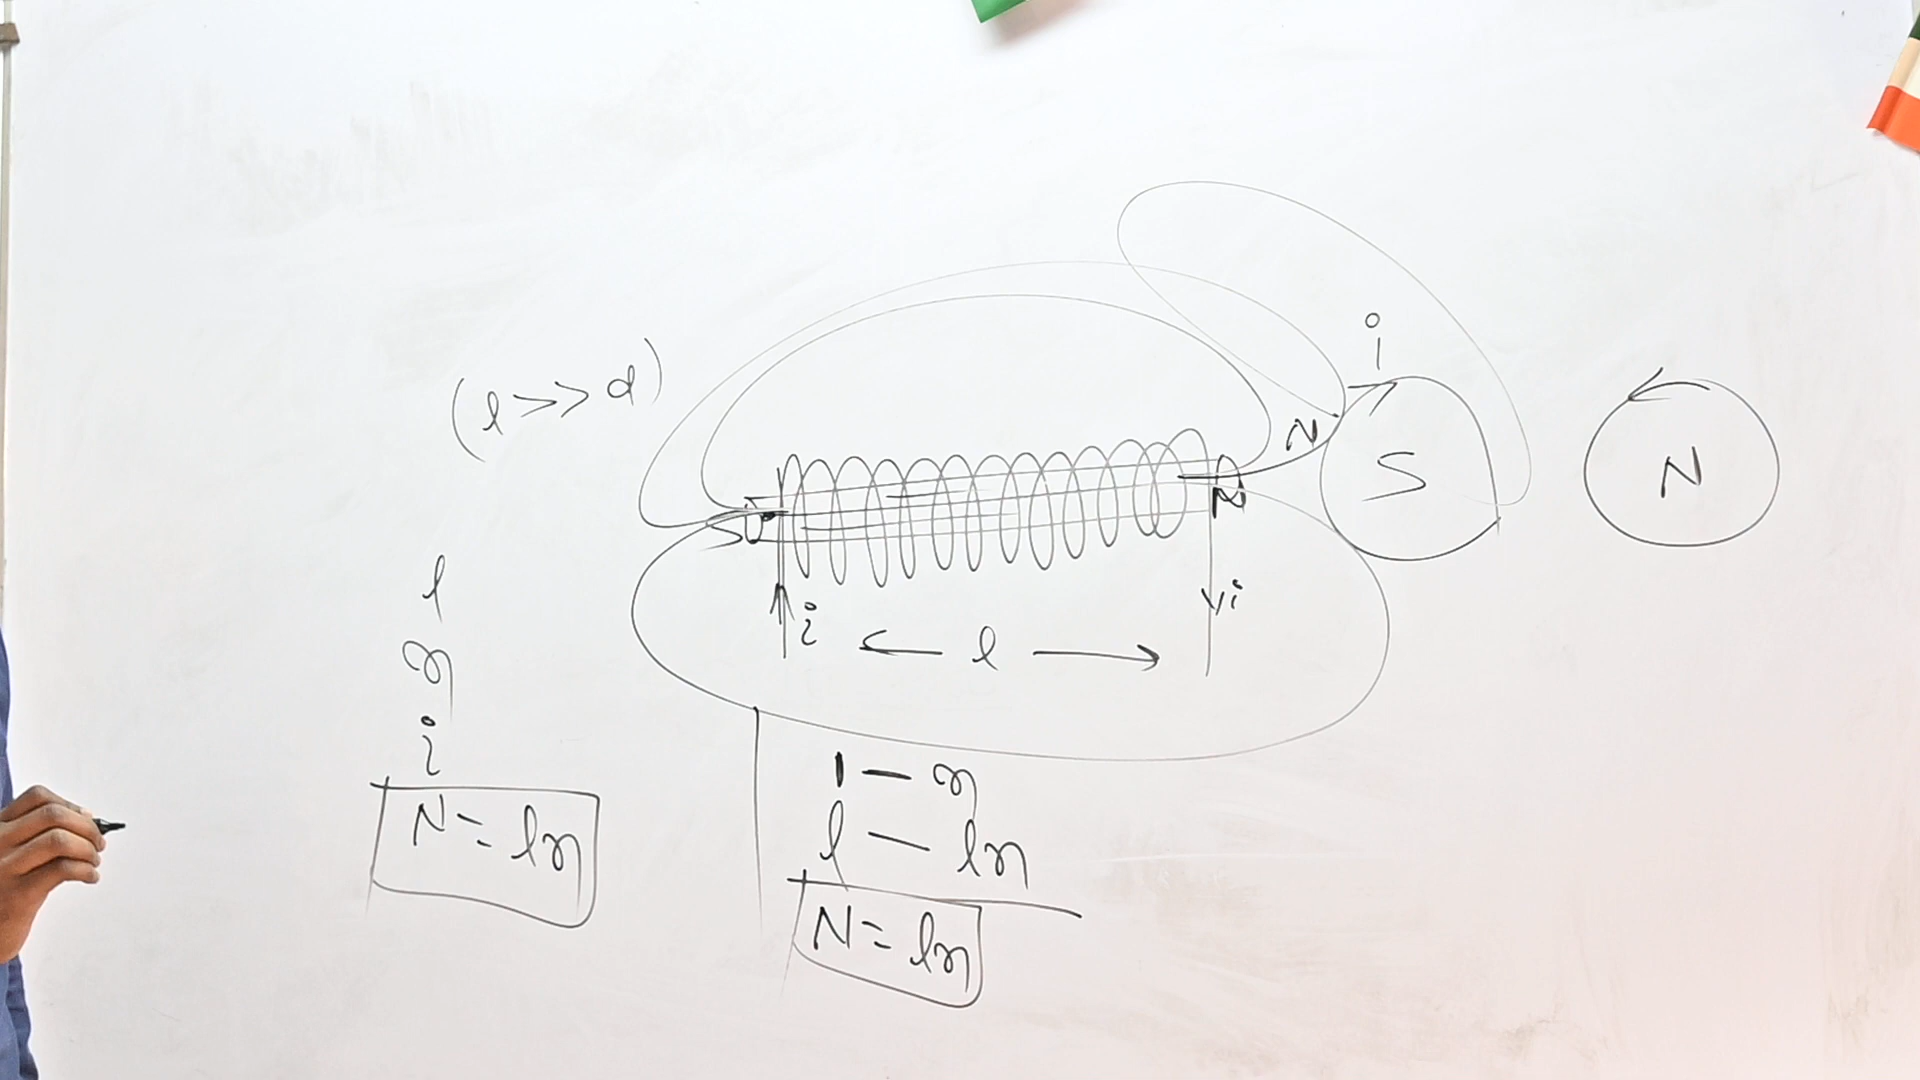 (l >> d)
i
N
S
N
S
N
i
i
l
l
n
i
N = ln
1 — n
l — ln
N = ln